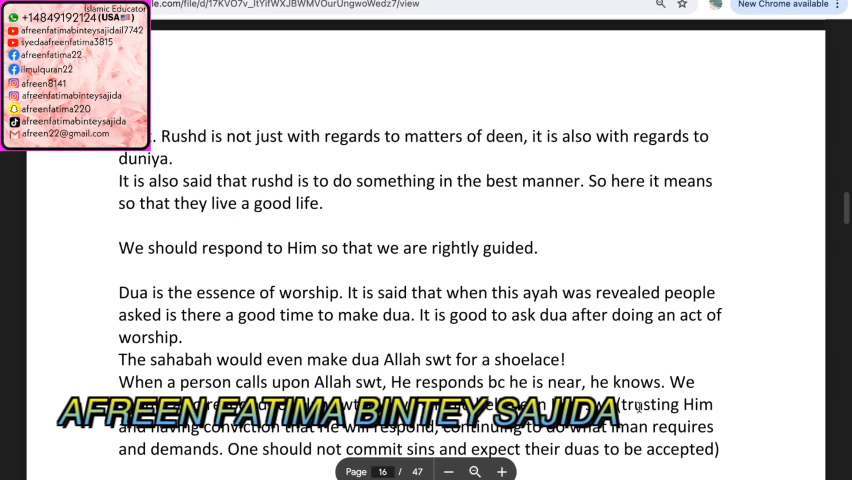 le.com/file/d/17KVO7v_ltYifWXJBWMVOurUngwoWedz7/view
New Chrome available
Islamic Educator
+14849192124 (USA🇺🇸)
afreenfatimabinteysajidail7742
syedaafreenfatima3815
afreenfatima22
ilmulquran22
afreen8141
afreenfatimabinteysajida
afreenfatima220
afreenfatimabinteysajida
afreen22@gmail.com
Rushd is not just with regards to matters of deen, it is also with regards to
duniya.
It is also said that rushd is to do something in the best manner. So here it means
so that they live a good life.
We should respond to Him so that we are rightly guided.
Dua is the essence of worship. It is said that when this ayah was revealed people
asked is there a good time to make dua. It is good to ask dua after doing an act of
worship.
The sahabah would even make dua Allah swt for a shoelace!
When a person calls upon Allah swt, He responds bc he is near, he knows. We
(trusting Him
AFREEN FATIMA BINTEY SAJIDA
and having conviction that He will respond, continuing to do what iman requires
and demands. One should not commit sins and expect their duas to be accepted)
Page 16 / 47